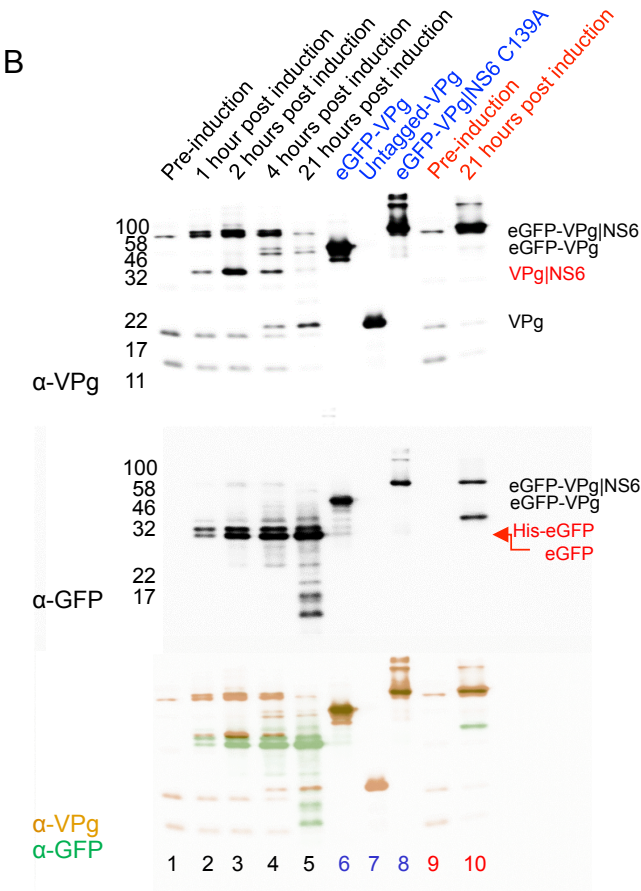 B
Pre-induction
1 hour post induction
2 hours post induction
4 hours post induction
21 hours post induction
eGFP-VPg
Untagged-VPg
eGFP-VPg|NS6 C139A
Pre-induction
21 hours post induction
100
58
46
32
22
17
11
eGFP-VPg|NS6
eGFP-VPg
VPg|NS6
VPg
α-VPg
100
58
46
32
22
17
eGFP-VPg|NS6
eGFP-VPg
His-eGFP
eGFP
α-GFP
α-VPg
α-GFP
1 2 3 4 5 6 7 8 9 10